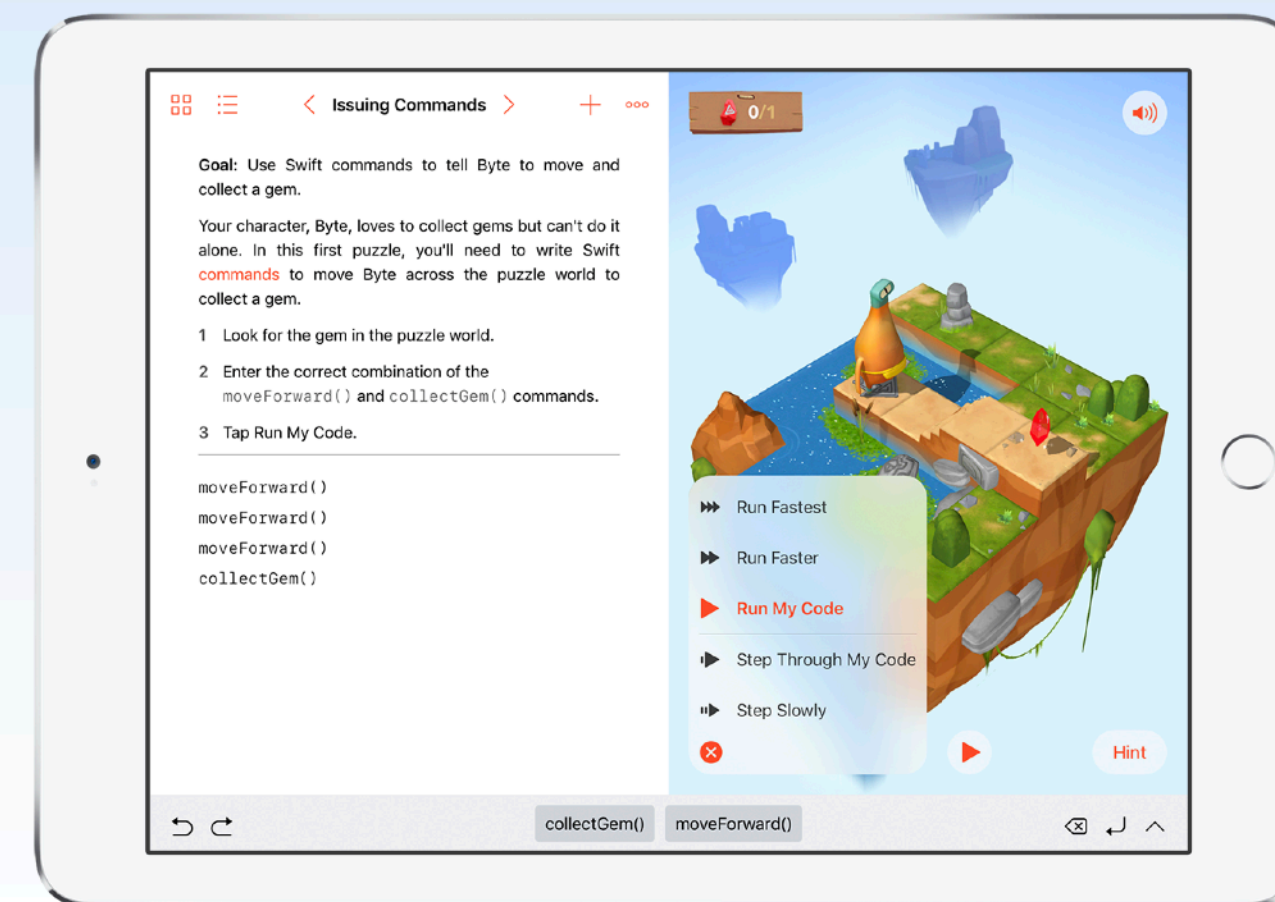 Issuing Commands
Goal: Use Swift commands to tell Byte to move and
collect a gem.
Your character, Byte, loves to collect gems but can't do it
alone. In this first puzzle, you'll need to write Swift
commands to move Byte across the puzzle world to
collect a gem.
1 Look for the gem in the puzzle world.
2 Enter the correct combination of the
moveForward() and collectGem() commands.
3 Tap Run My Code.
moveForward()
moveForward()
moveForward()
collectGem()
0/1
Run Fastest
Run Faster
Run My Code
Step Through My Code
Step Slowly
Hint
collectGem() moveForward()